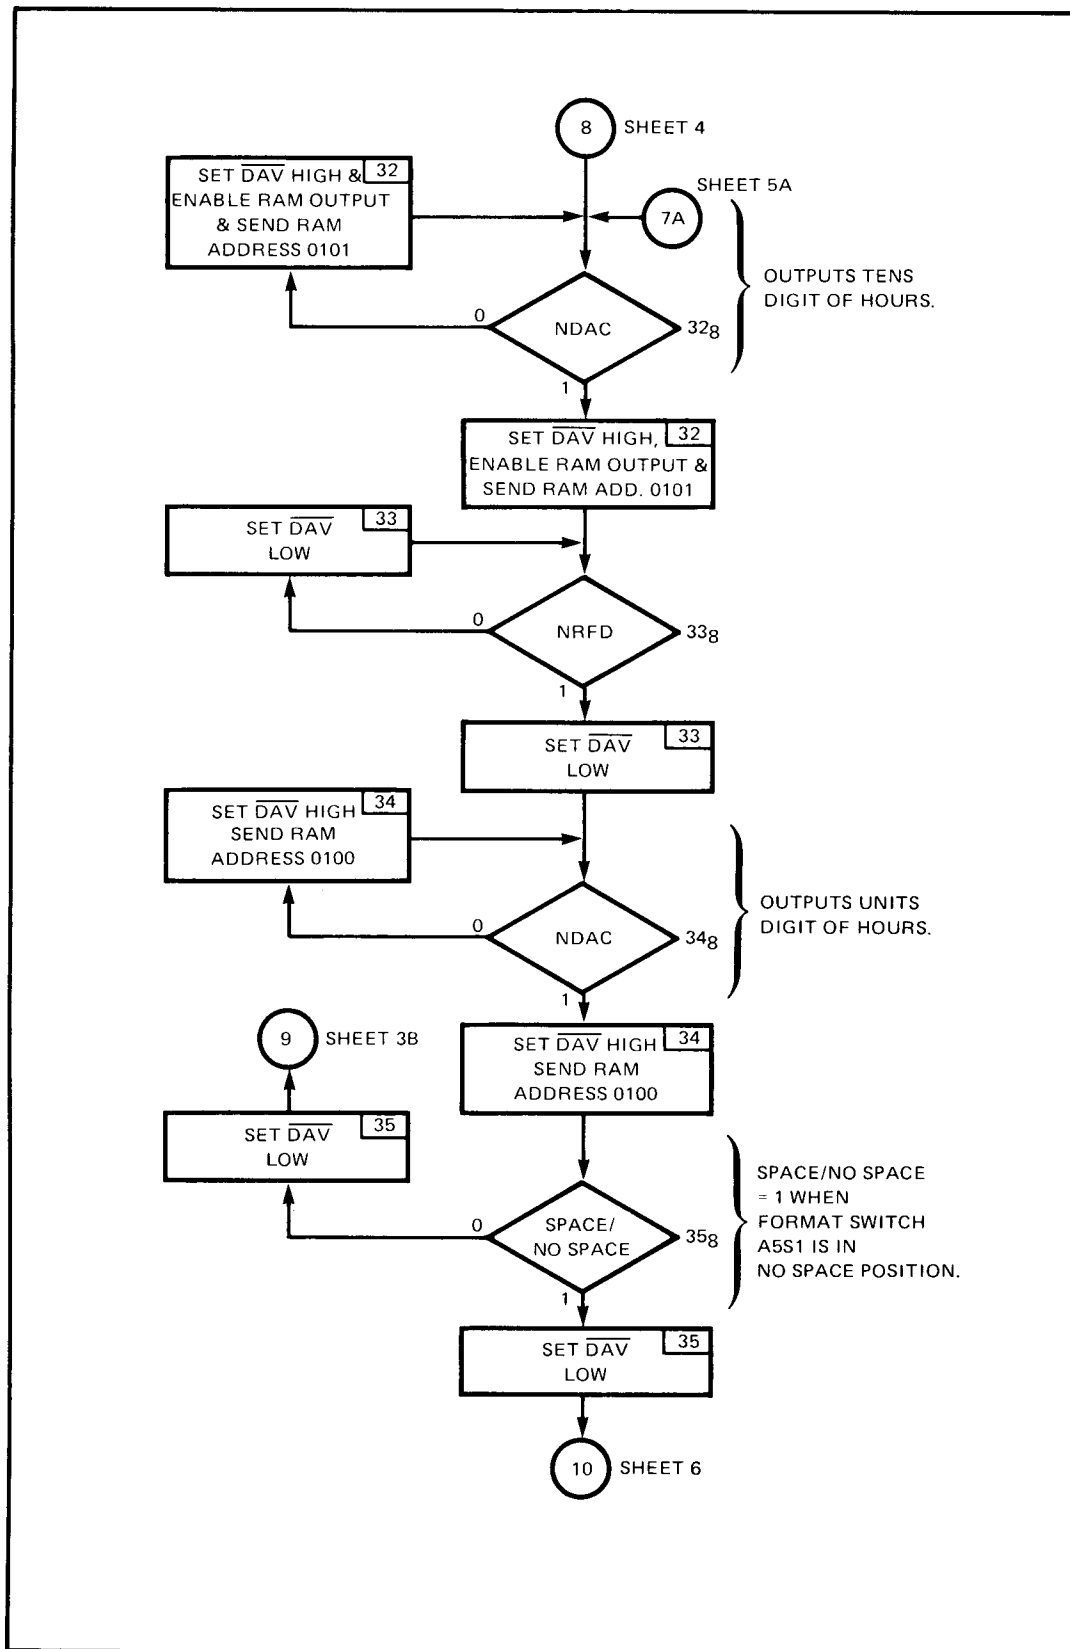 8 SHEET 4
SET DAV HIGH & 32
ENABLE RAM OUTPUT
& SEND RAM
ADDRESS 0101
SHEET 5A
7A
OUTPUTS TENS
DIGIT OF HOURS.
0
NDAC
32₈
1
SET DAV HIGH, 32
ENABLE RAM OUTPUT &
SEND RAM ADD. 0101
SET DAV 33
LOW
0
NRFD
33₈
1
SET DAV 33
LOW
SET DAV HIGH 34
SEND RAM
ADDRESS 0100
0
NDAC
34₈
1
OUTPUTS UNITS
DIGIT OF HOURS.
9 SHEET 3B
SET DAV HIGH 34
SEND RAM
ADDRESS 0100
SET DAV 35
LOW
0
SPACE/
NO SPACE
35₈
1
SPACE/NO SPACE
= 1 WHEN
FORMAT SWITCH
A5S1 IS IN
NO SPACE POSITION.
SET DAV 35
LOW
10 SHEET 6